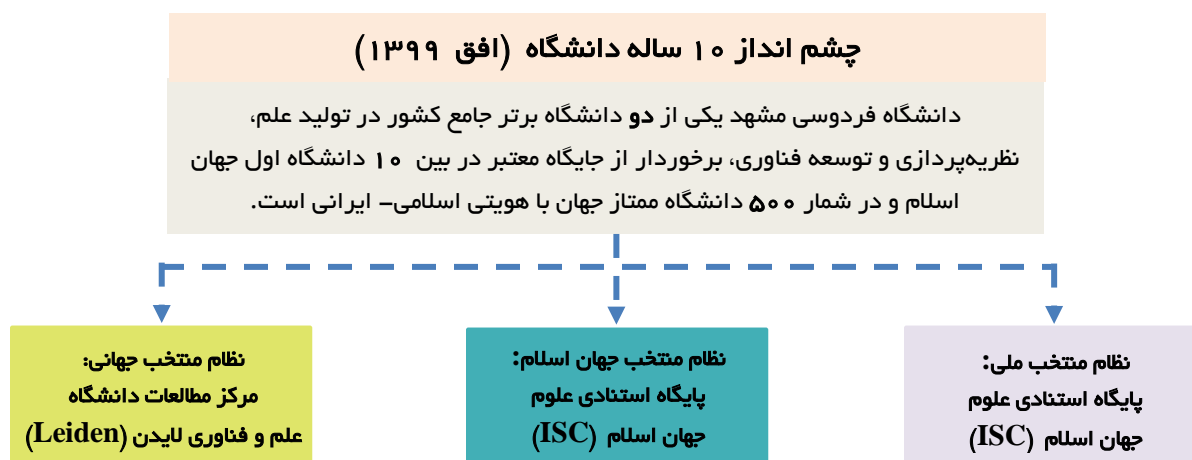 چشم انداز ۱۰ ساله دانشگاه (افق ۱۳۹۹)
دانشگاه فردوسی مشهد یکی از دو دانشگاه برتر جامع کشور در تولید علم،
نظریه‌پردازی و توسعه فناوری، برخوردار از جایگاه معتبر در بین ۱۰ دانشگاه اول جهان
اسلام و در شمار ۵۰۰ دانشگاه ممتاز جهان با هویتی اسلامی- ایرانی است.
نظام منتخب ملی:
پایگاه استنادی علوم
جهان اسلام (ISC)
نظام منتخب جهان اسلام:
پایگاه استنادی علوم
جهان اسلام (ISC)
نظام منتخب جهانی:
مرکز مطالعات دانشگاه
علم و فناوری لایدن (Leiden)